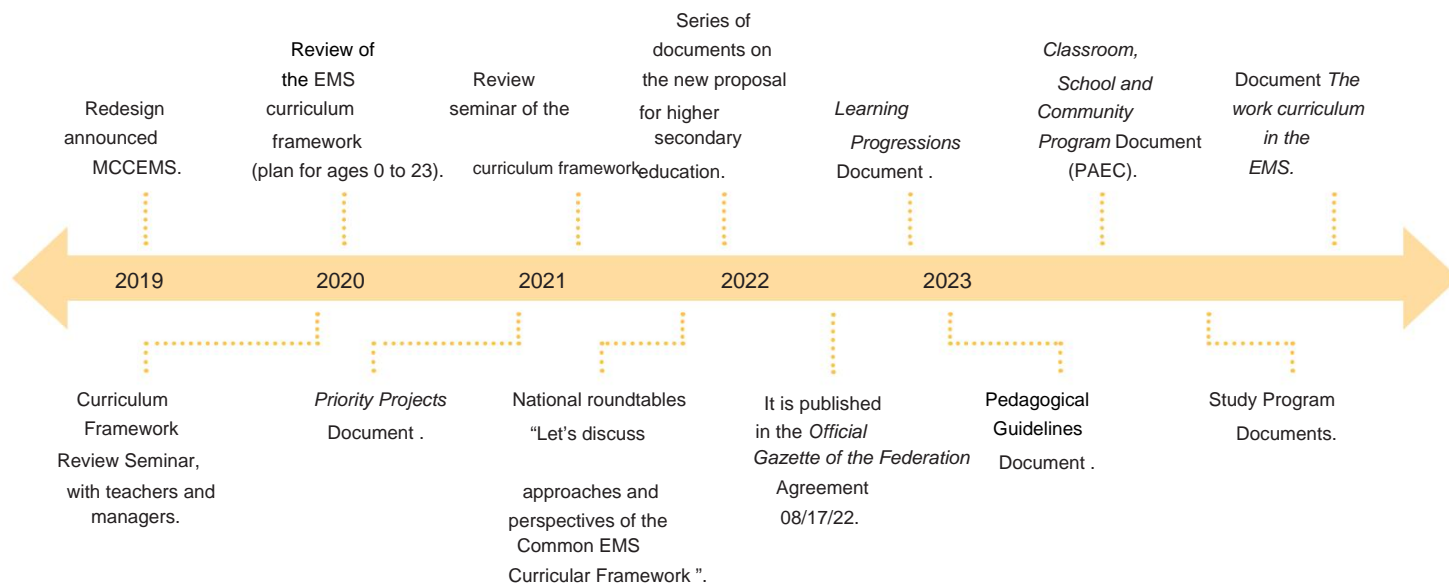 Redesign
announced
MCCEMS.
Review of
the EMS
curriculum
framework
(plan for ages 0 to 23).
Review
seminar of the
curriculum framework
Series of
documents on
the new proposal
for higher
secondary
education.
Learning
Progressions
Document .
Classroom,
School and
Community
Program Document
(PAEC).
Document The
work curriculum
in the
EMS.
2019
2020
2021
2022
2023
Curriculum
Framework
Review Seminar,
with teachers and
managers.
Priority Projects
Document .
National roundtables
“Let’s discuss
approaches and
perspectives of the
Common EMS
Curricular Framework ”.
It is published
in the Official
Gazette of the Federation
Agreement
08/17/22.
Pedagogical
Guidelines
Document .
Study Program
Documents.